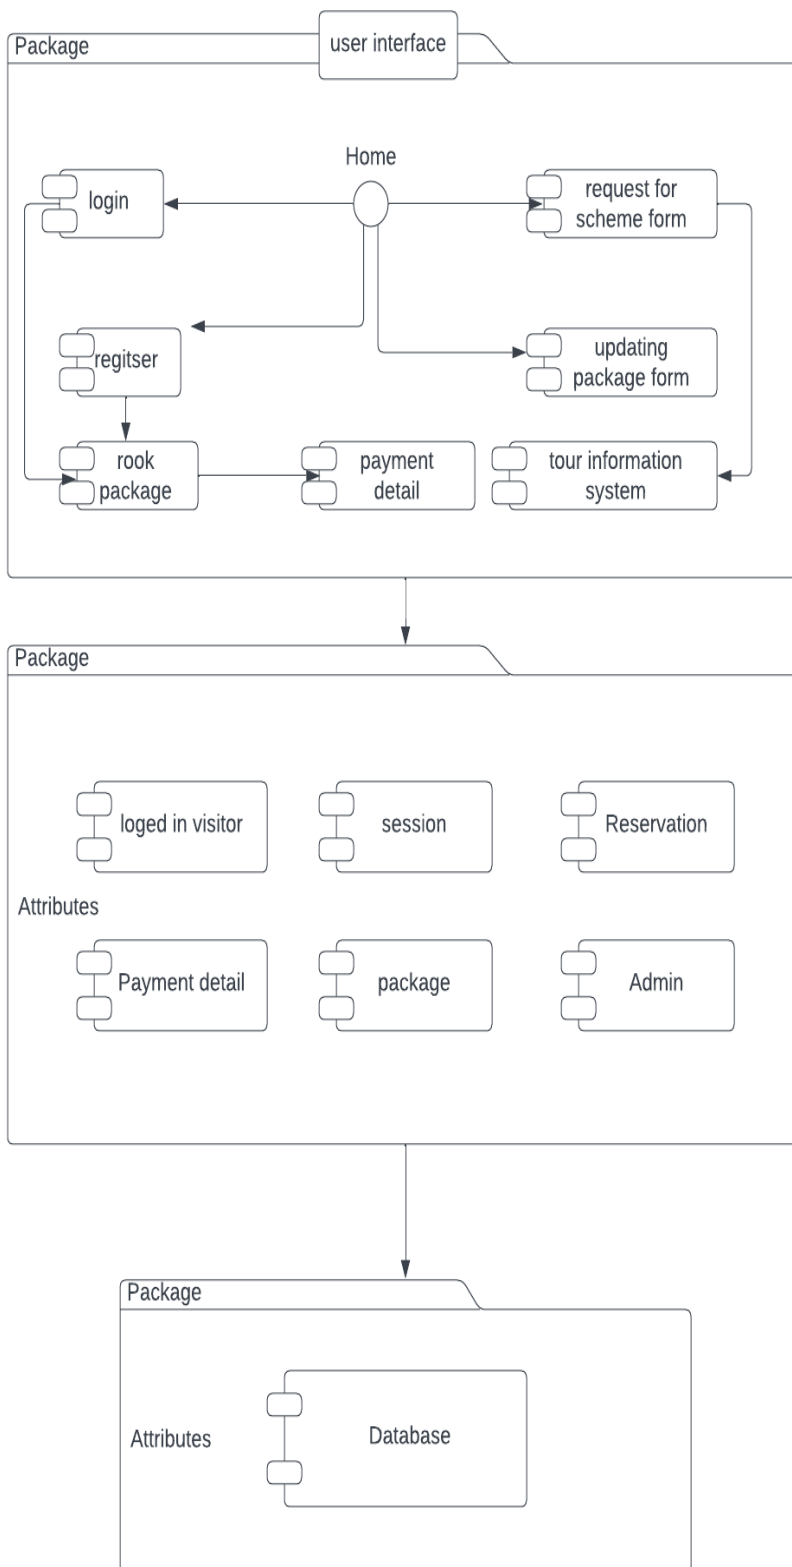 Package
user interface
Home
login
request for
scheme form
regitser
updating
package form
rook
package
payment
detail
tour information
system
Package
loged in visitor
session
Reservation
Attributes
Payment detail
package
Admin
Package
Attributes
Database